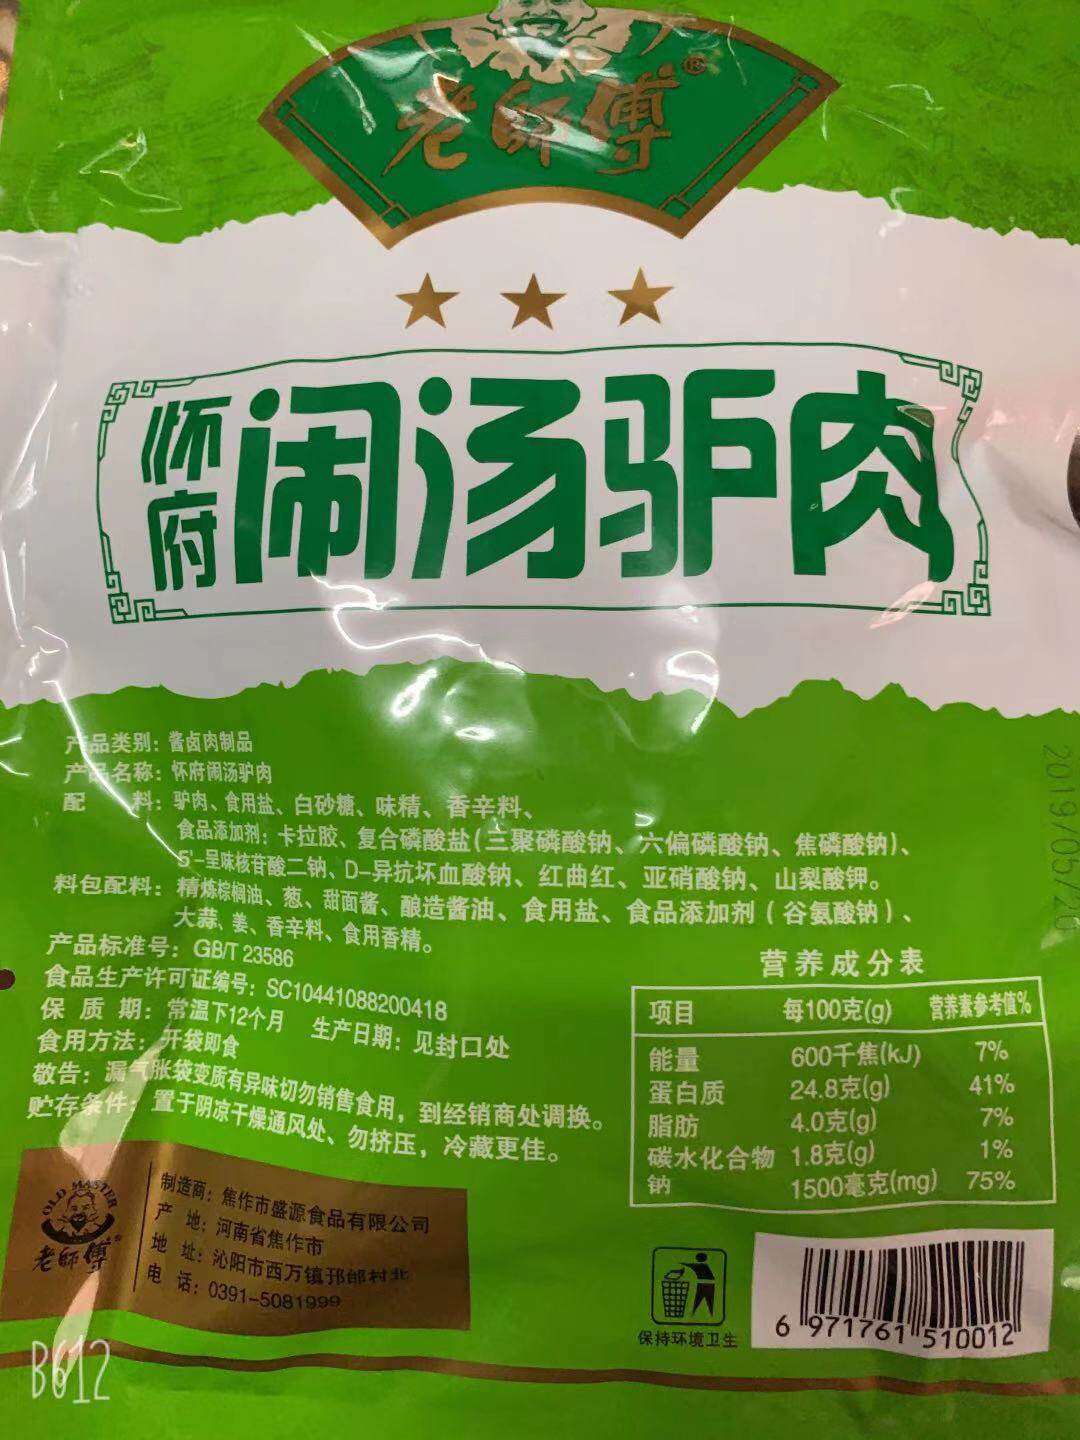 老師傅®
怀府
闹汤驴肉
产品类别：酱卤肉制品
产品名称：怀府闹汤驴肉
配 料：驴肉、食用盐、白砂糖、味精、香辛料、
食品添加剂：卡拉胶、复合磷酸盐(三聚磷酸钠、六偏磷酸钠、焦磷酸钠)、
5'-呈味核苷酸二钠、D-异抗坏血酸钠、红曲红、亚硝酸钠、山梨酸钾。
料包配料：精炼棕榈油、葱、甜面酱、酿造酱油、食用盐、食品添加剂（谷氨酸钠）、
大蒜、姜、香辛料、食用香精。
产品标准号：GB/T 23586
食品生产许可证编号：SC10441088200418
保 质 期：常温下12个月 生产日期：见封口处
食用方法：开袋即食
敬告：漏气胀袋变质有异味切勿销售食用，到经销商处调换。
贮存条件：置于阴凉干燥通风处、勿挤压，冷藏更佳。
营养成分表
项目 每100克(g) 营养素参考值%
能量 600千焦(kJ) 7%
蛋白质 24.8克(g) 41%
脂肪 4.0克(g) 7%
碳水化合物 1.8克(g) 1%
钠 1500毫克(mg) 75%
OLD MASTER
老師傅®
制造商：焦作市盛源食品有限公司
产 地：河南省焦作市
地 址：沁阳市西万镇邘邰村北
电 话：0391-5081999
保持环境卫生
6 971761 510012
2019/05/20
B612